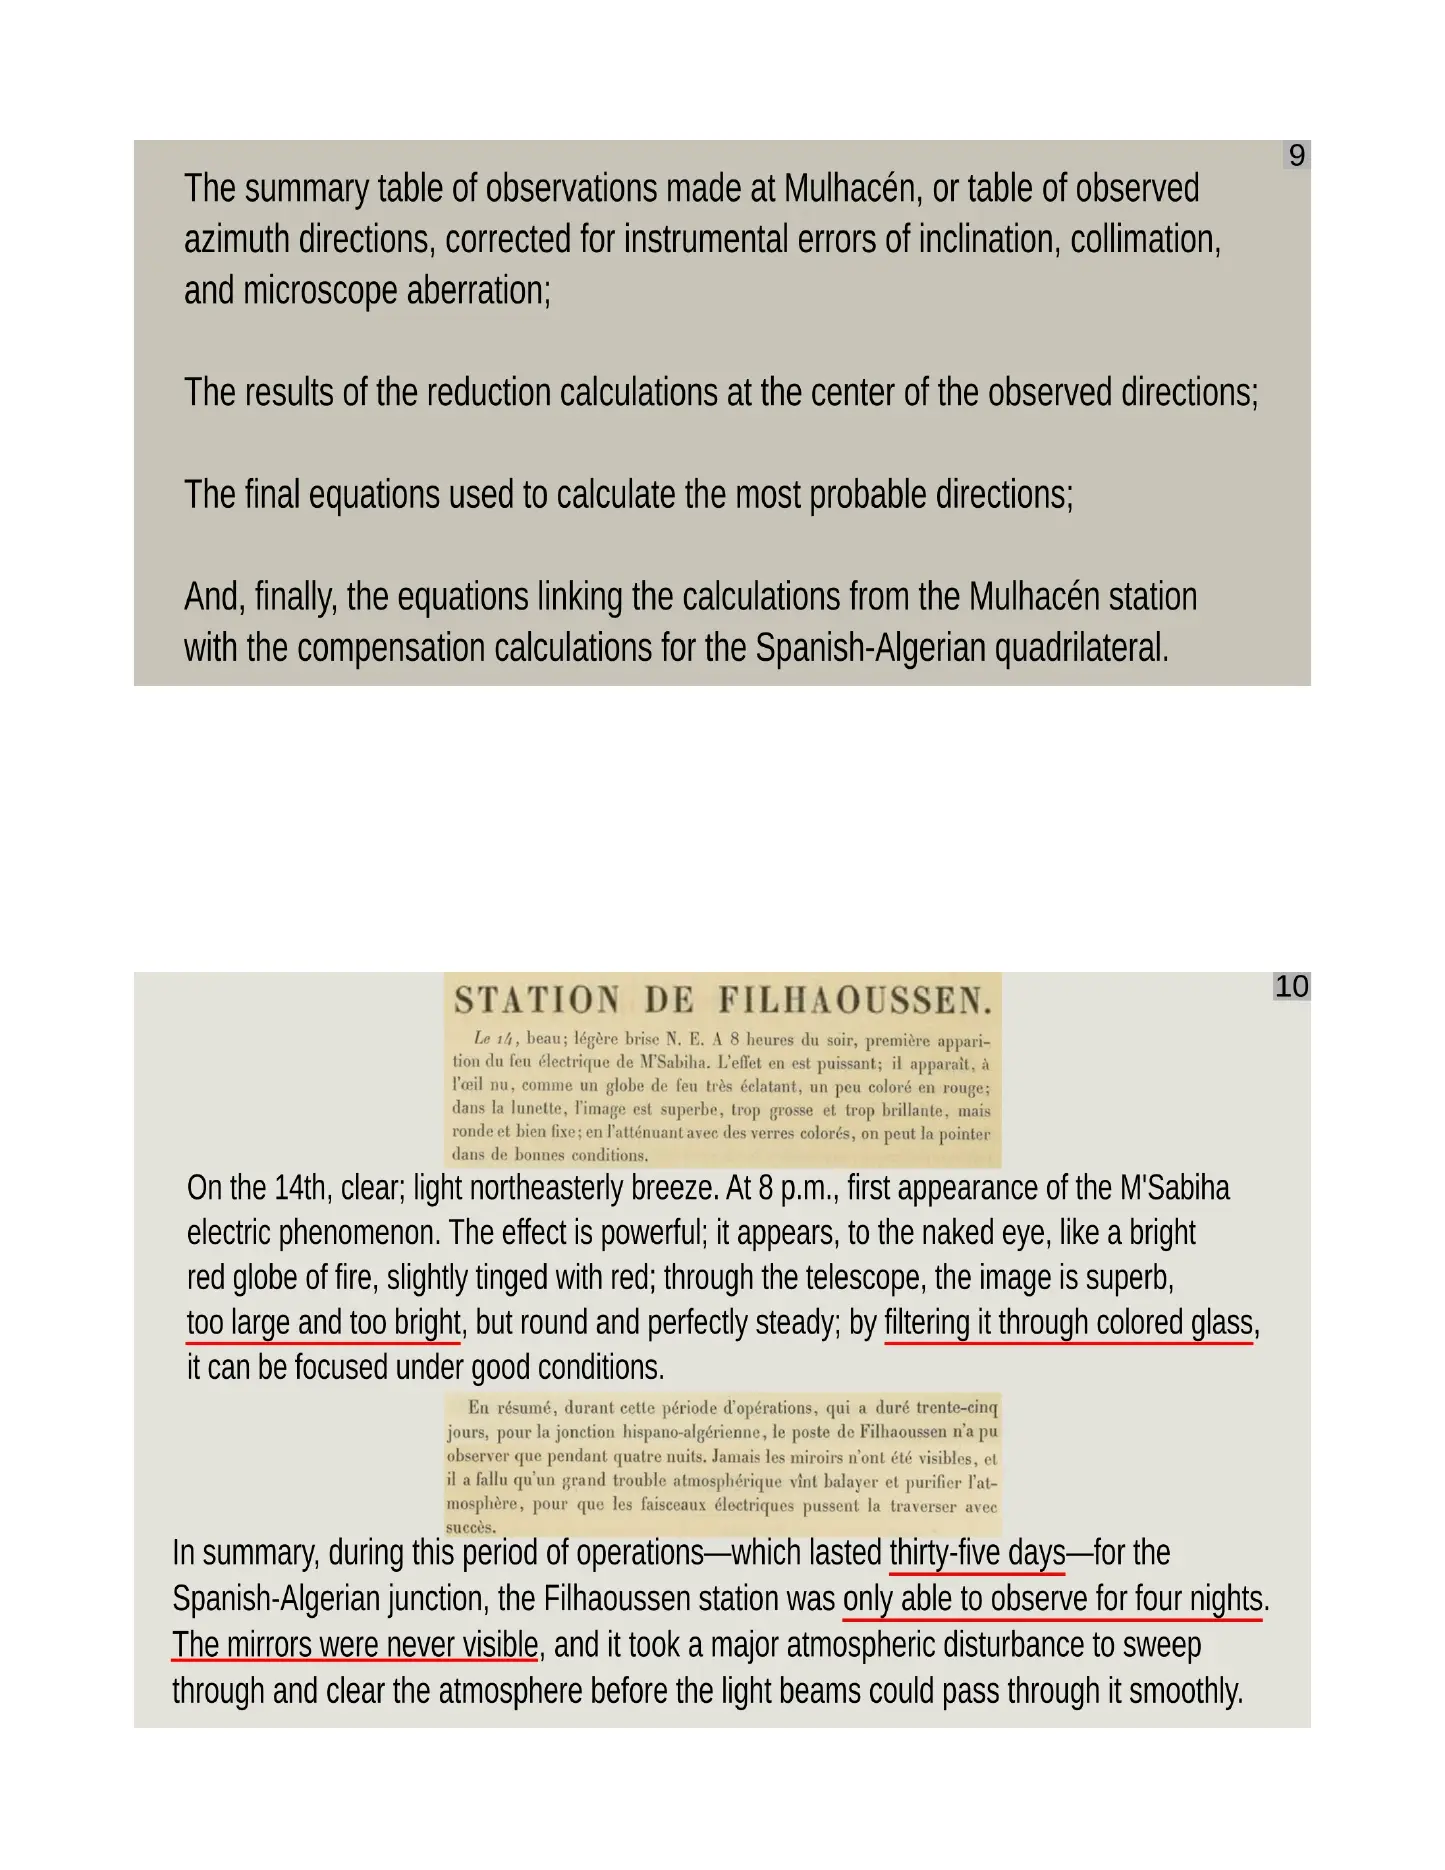 9
The summary table of observations made at Mulhacén, or table of observed
azimuth directions, corrected for instrumental errors of inclination, collimation,
and microscope aberration;
The results of the reduction calculations at the center of the observed directions;
The final equations used to calculate the most probable directions;
And, finally, the equations linking the calculations from the Mulhacén station
with the compensation calculations for the Spanish-Algerian quadrilateral.
10
STATION DE FILHAOUSSEN.
Le 14, beau; légère brise N. E. A 8 heures du soir, première appari-
tion du feu électrique de M'Sabiha. L'effet en est puissant; il apparaît, à
l'œil nu, comme un globe de feu très éclatant, un peu coloré en rouge;
dans la lunette, l'image est superbe, trop grosse et trop brillante, mais
ronde et bien fixe; en l'atténuant avec des verres colorés, on peut la pointer
dans de bonnes conditions.
On the 14th, clear; light northeasterly breeze. At 8 p.m., first appearance of the M'Sabiha
electric phenomenon. The effect is powerful; it appears, to the naked eye, like a bright
red globe of fire, slightly tinged with red; through the telescope, the image is superb,
too large and too bright, but round and perfectly steady; by filtering it through colored glass,
it can be focused under good conditions.
En résumé, durant cette période d'opérations, qui a duré trente-cinq
jours, pour la jonction hispano-algérienne, le poste de Filhaoussen n'a pu
observer que pendant quatre nuits. Jamais les miroirs n'ont été visibles, et
il a fallu qu'un grand trouble atmosphérique vînt balayer et purifier l'at-
mosphère, pour que les faisceaux électriques pussent la traverser avec
succès.
In summary, during this period of operations—which lasted thirty-five days—for the
Spanish-Algerian junction, the Filhaoussen station was only able to observe for four nights.
The mirrors were never visible, and it took a major atmospheric disturbance to sweep
through and clear the atmosphere before the light beams could pass through it smoothly.